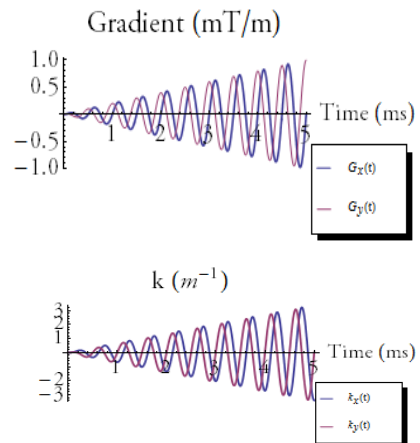 Gradient (mT/m)
1.0
0.5
−0.5
−1.0
1 2 3 4 5
Time (ms)
Gx(t)
Gy(t)
k (m⁻¹)
3
2
1
−2
−3
1 2 3 4 5
Time (ms)
kx(t)
ky(t)